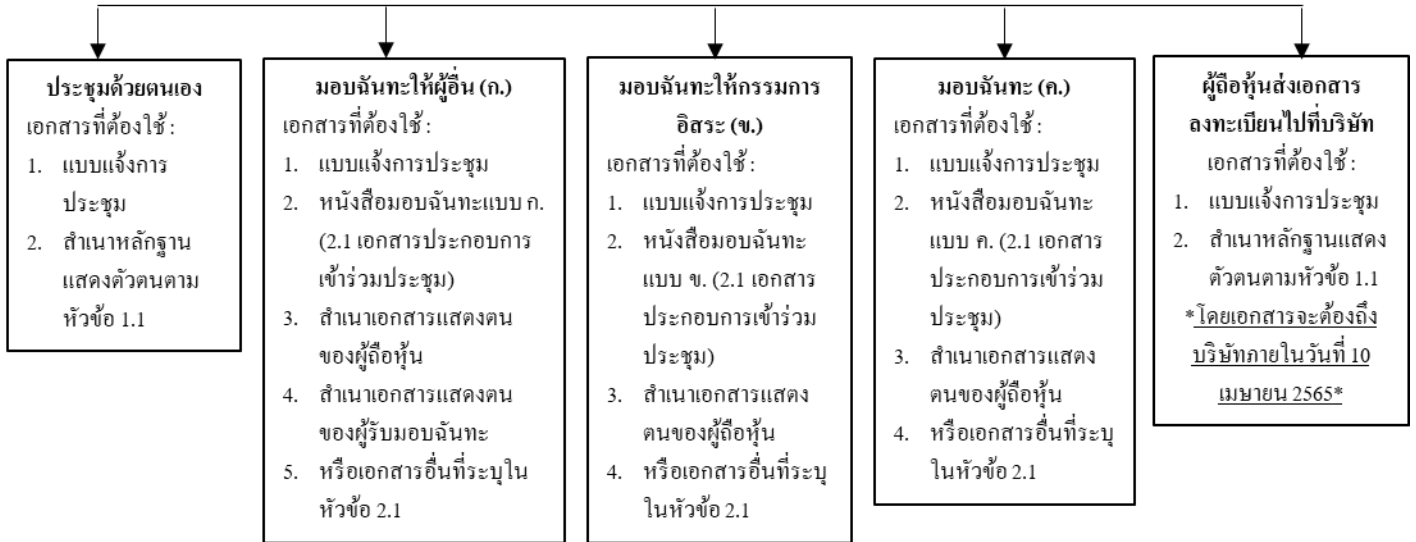 ประชุมด้วยตนเอง
เอกสารที่ต้องใช้ :
1. แบบแจ้งการ
ประชุม
2. สำเนาหลักฐาน
แสดงตัวตนตาม
หัวข้อ 1.1
มอบฉันทะให้ผู้อื่น (ก.)
เอกสารที่ต้องใช้ :
1. แบบแจ้งการประชุม
2. หนังสือมอบฉันทะแบบ ก.
(2.1 เอกสารประกอบการ
เข้าร่วมประชุม)
3. สำเนาเอกสารแสดงตน
ของผู้ถือหุ้น
4. สำเนาเอกสารแสดงตน
ของผู้รับมอบฉันทะ
5. หรือเอกสารอื่นที่ระบุใน
หัวข้อ 2.1
มอบฉันทะให้กรรมการ
อิสระ (ข.)
เอกสารที่ต้องใช้ :
1. แบบแจ้งการประชุม
2. หนังสือมอบฉันทะ
แบบ ข. (2.1 เอกสาร
ประกอบการเข้าร่วม
ประชุม)
3. สำเนาเอกสารแสดง
ตนของผู้ถือหุ้น
4. หรือเอกสารอื่นที่ระบุ
ในหัวข้อ 2.1
มอบฉันทะ (ค.)
เอกสารที่ต้องใช้ :
1. แบบแจ้งการประชุม
2. หนังสือมอบฉันทะ
แบบ ค. (2.1 เอกสาร
ประกอบการเข้าร่วม
ประชุม)
3. สำเนาเอกสารแสดง
ตนของผู้ถือหุ้น
4. หรือเอกสารอื่นที่ระบุ
ในหัวข้อ 2.1
ผู้ถือหุ้นส่งเอกสาร
ลงทะเบียนไปที่บริษัท
เอกสารที่ต้องใช้ :
1. แบบแจ้งการประชุม
2. สำเนาหลักฐานแสดง
ตัวตนตามหัวข้อ 1.1
*โดยเอกสารจะต้องถึง
บริษัทภายในวันที่ 10
เมษายน 2565*